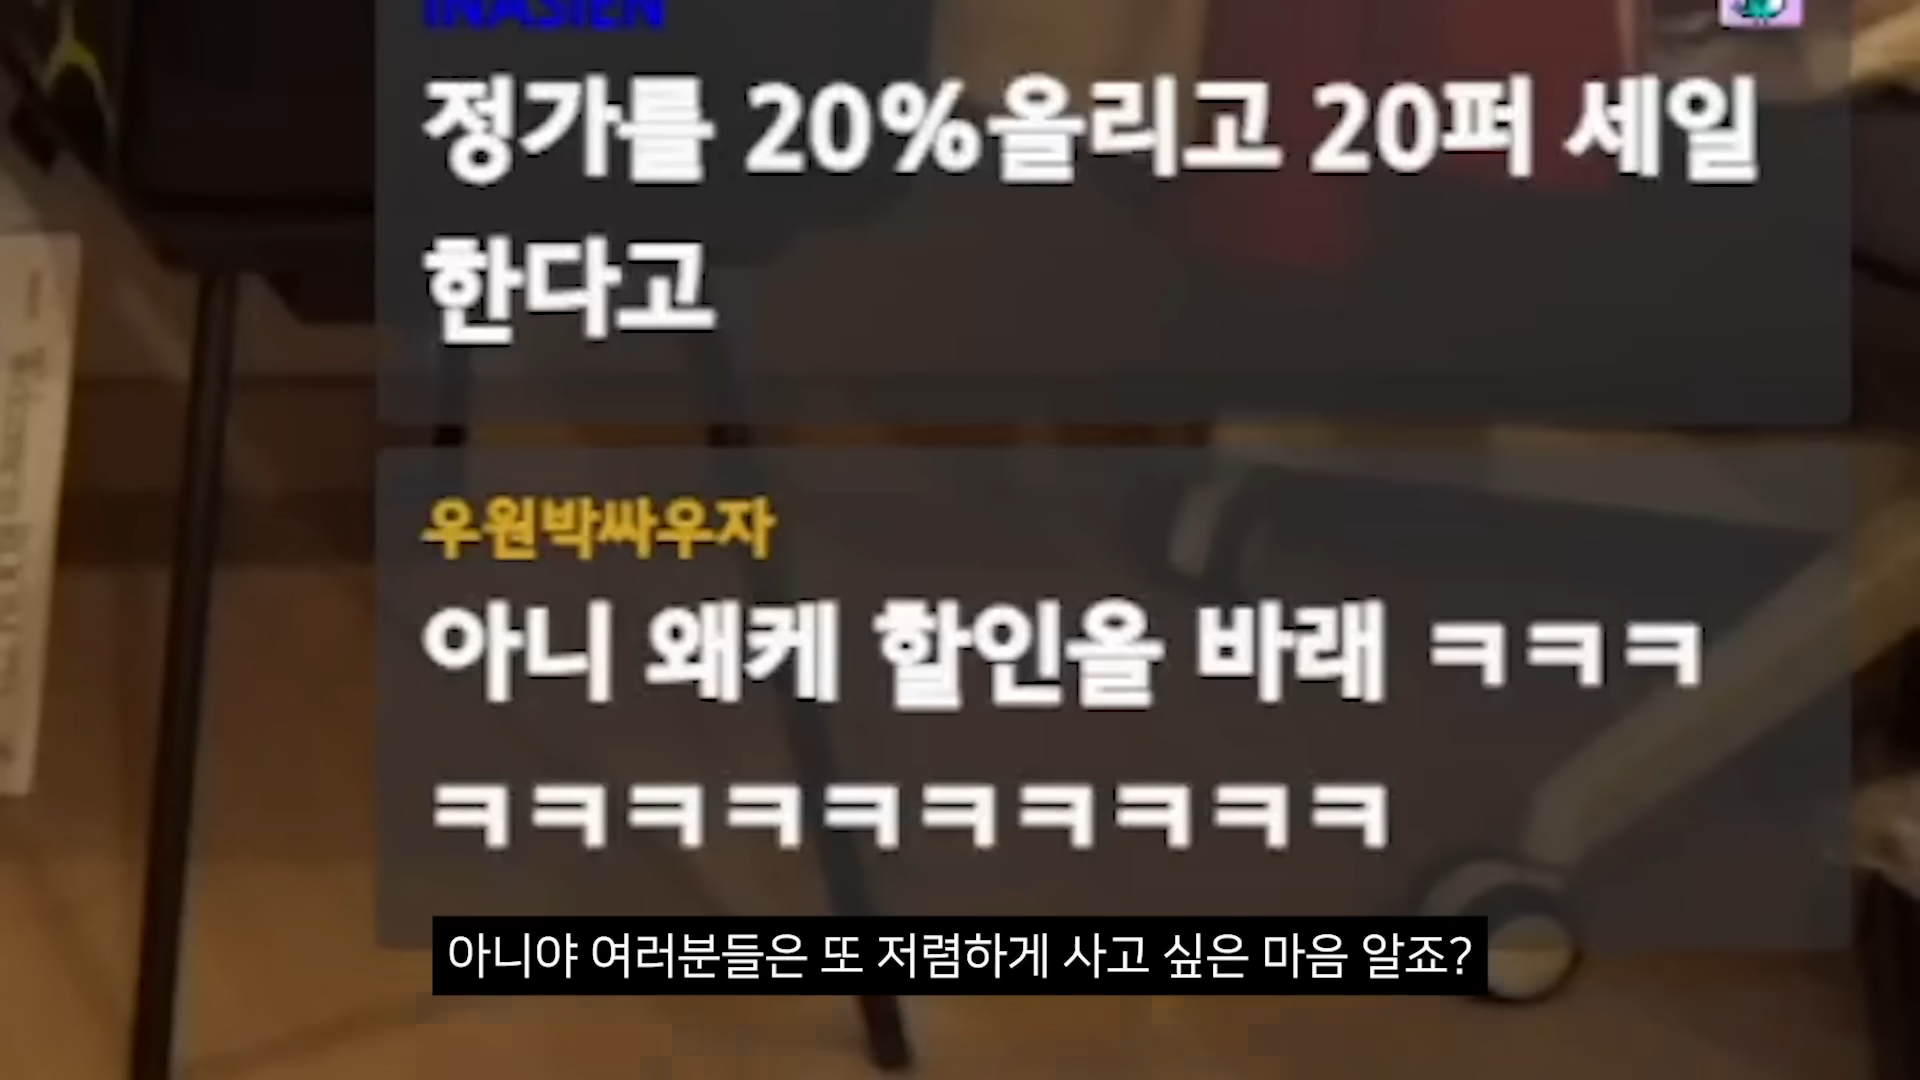 INASIEN
정가를 20%올리고 20퍼 세일
한다고
우원박싸우자
아니 왜케 할인올 바래 ㅋㅋㅋ
ㅋㅋㅋㅋㅋㅋㅋㅋㅋㅋ
아니야 여러분들은 또 저렴하게 사고 싶은 마음 알죠?